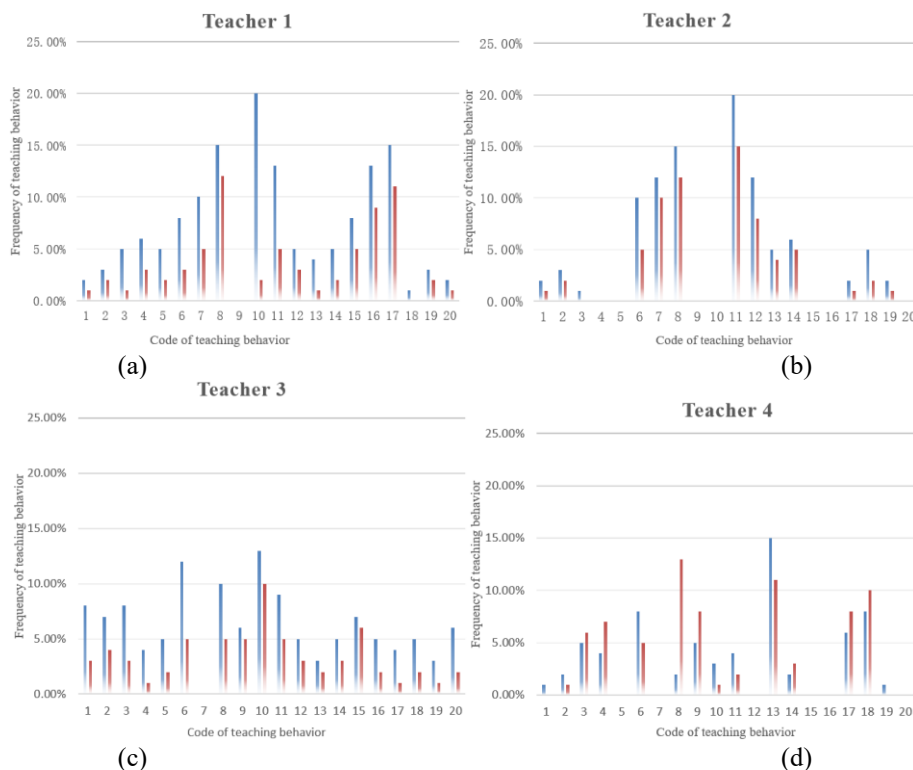 Teacher 1
25. 00%
20. 00%
15. 00%
10. 00%
5. 00%
0. 00%
Frequency of teaching behavior
1 2 3 4 5 6 7 8 9 10 11 12 13 14 15 16 17 18 19 20
Code of teaching behavior
(a)
Teacher 2
25. 00%
20. 00%
15. 00%
10. 00%
5. 00%
0. 00%
Frequency of teaching behavior
1 2 3 4 5 6 7 8 9 10 11 12 13 14 15 16 17 18 19 20
Code of teaching behavior
(b)
Teacher 3
25.00%
20.00%
15.00%
10.00%
5.00%
0.00%
Frequency of teaching behavior
1 2 3 4 5 6 7 8 9 10 11 12 13 14 15 16 17 18 19 20
Code of teaching behavior
(c)
Teacher 4
25.00%
20.00%
15.00%
10.00%
5.00%
0.00%
Frequency of teaching behavior
1 2 3 4 5 6 7 8 9 10 11 12 13 14 15 16 17 18 19 20
Code of teaching behavior
(d)